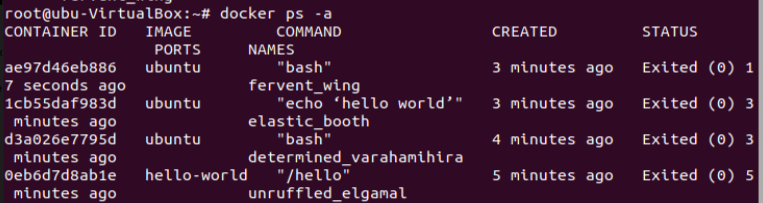 fervent_wing
root@ubu-VirtualBox:~# docker ps -a
CONTAINER ID   IMAGE         COMMAND                CREATED         STATUS
               PORTS     NAMES
ae97d46eb886   ubuntu        "bash"                 3 minutes ago   Exited (0) 1
7 seconds ago            fervent_wing
1cb55daf983d   ubuntu        "echo ‘hello world’"   3 minutes ago   Exited (0) 3
 minutes ago             elastic_booth
d3a026e7795d   ubuntu        "bash"                 4 minutes ago   Exited (0) 3
 minutes ago             determined_varahamihira
0eb6d7d8ab1e   hello-world   "/hello"               5 minutes ago   Exited (0) 5
 minutes ago             unruffled_elgamal